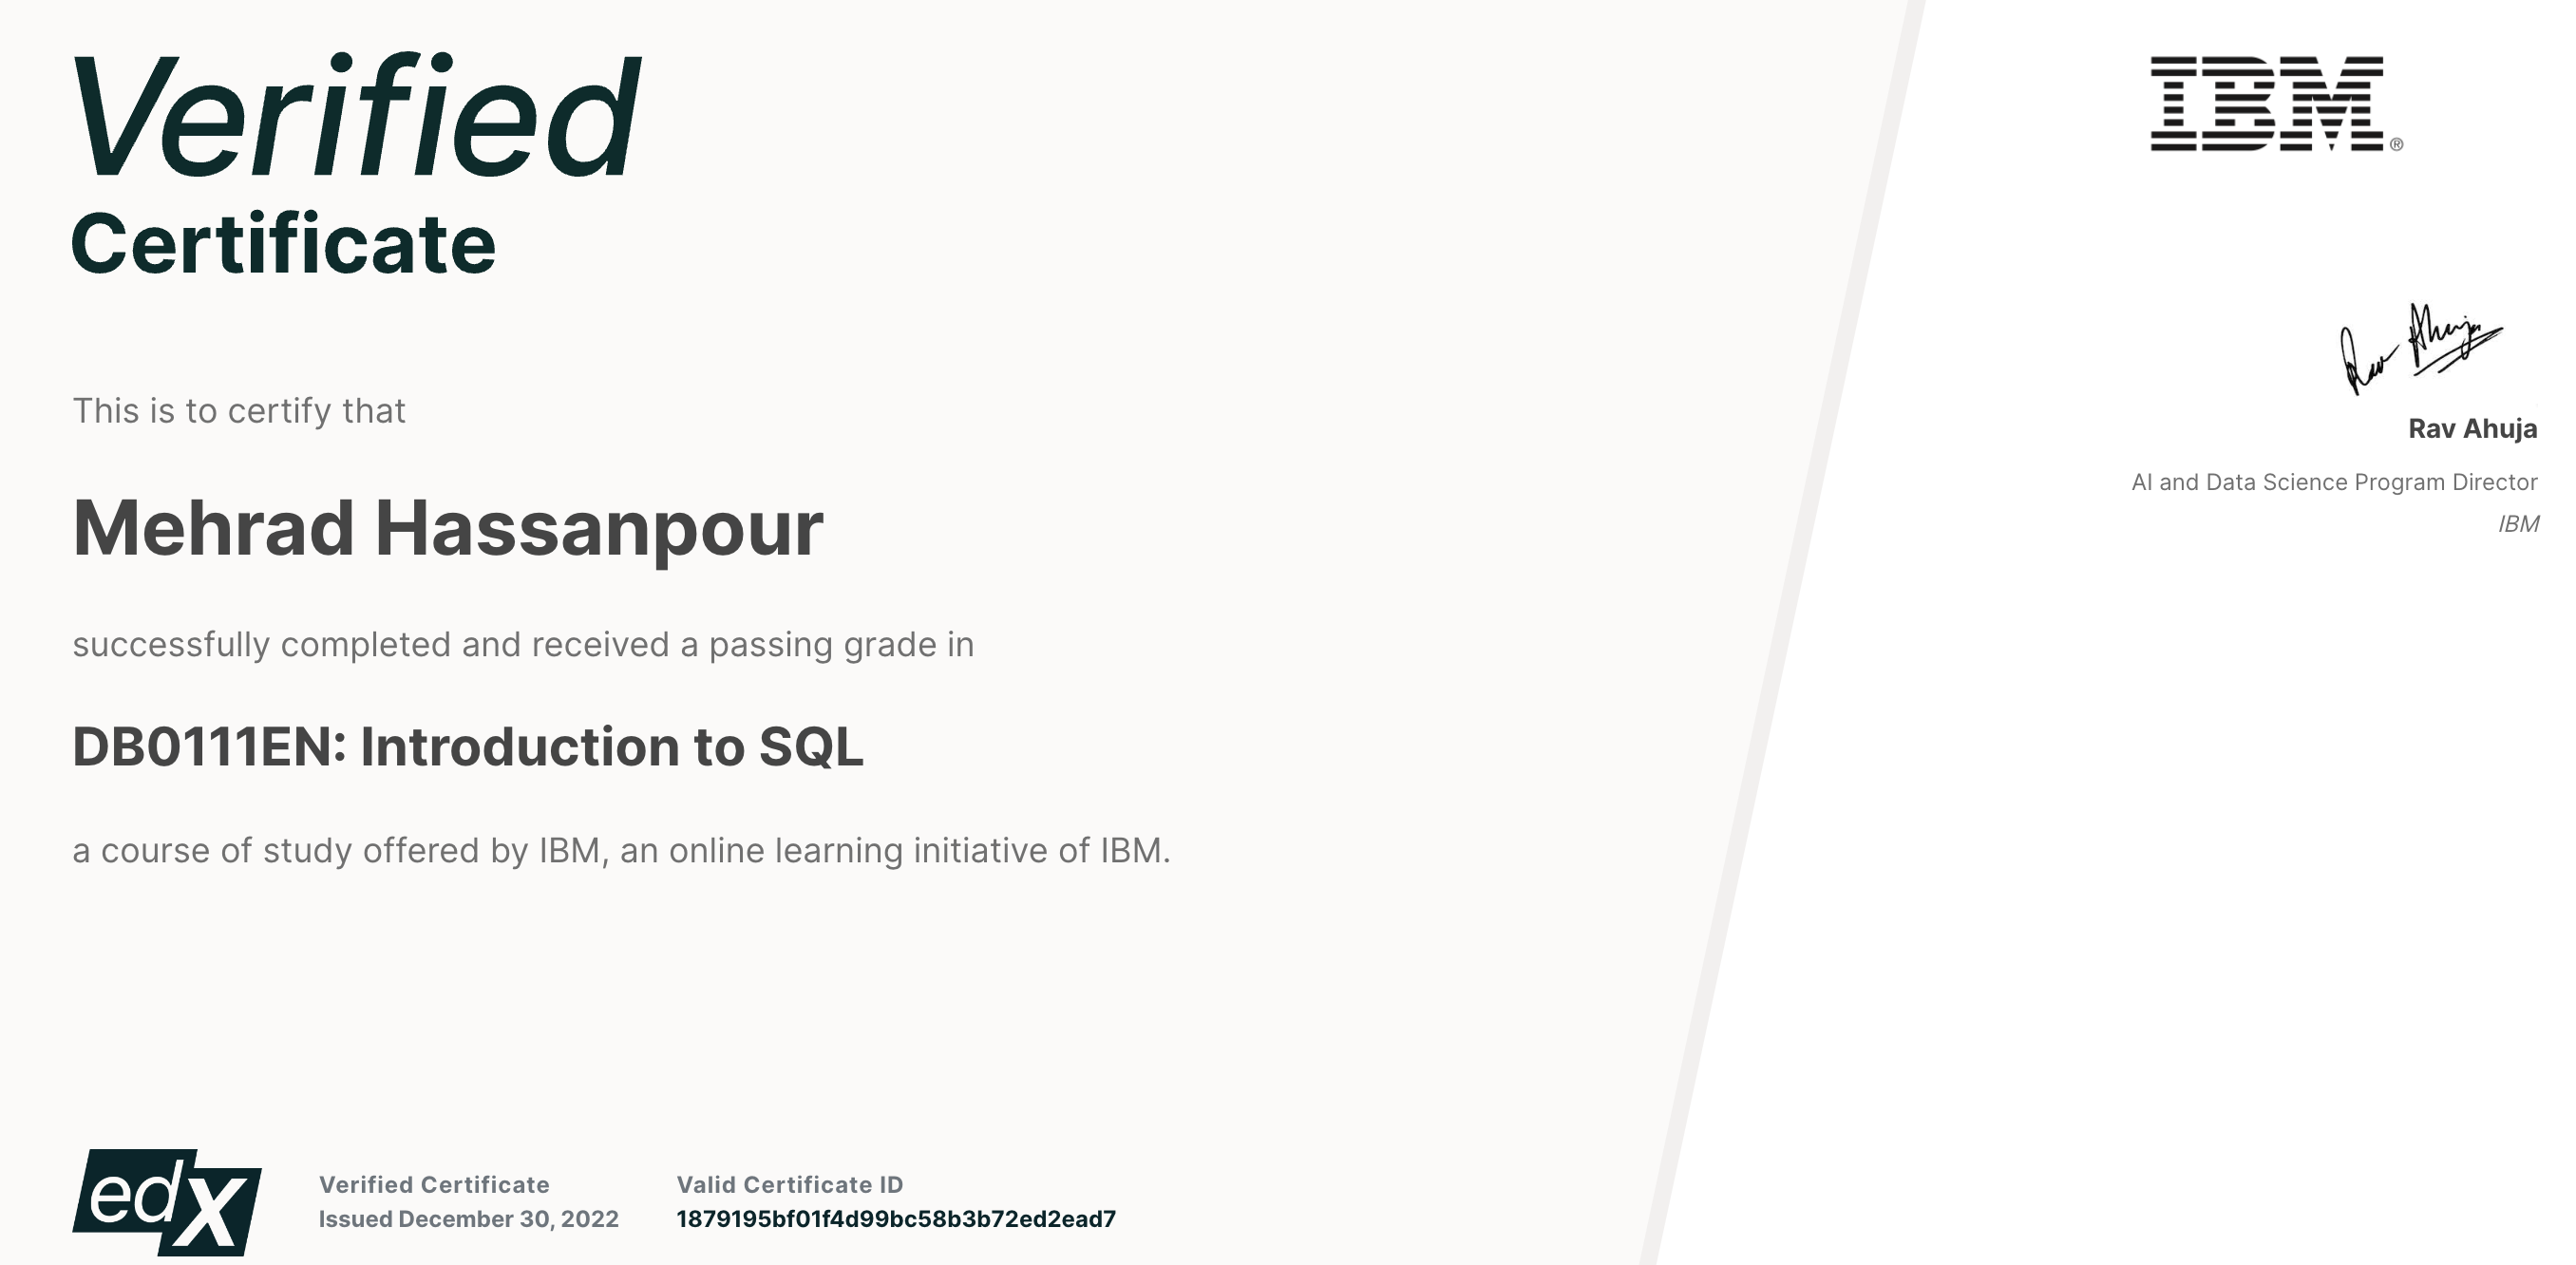 Verified
Certificate
This is to certify that
Mehrad Hassanpour
successfully completed and received a passing grade in
DB0111EN: Introduction to SQL
a course of study offered by IBM, an online learning initiative of IBM.
edX
Verified Certificate
Issued December 30, 2022
Valid Certificate ID
1879195bf01f4d99bc58b3b72ed2ead7
IBM®
Rav Ahuja
Rav Ahuja
AI and Data Science Program Director
IBM